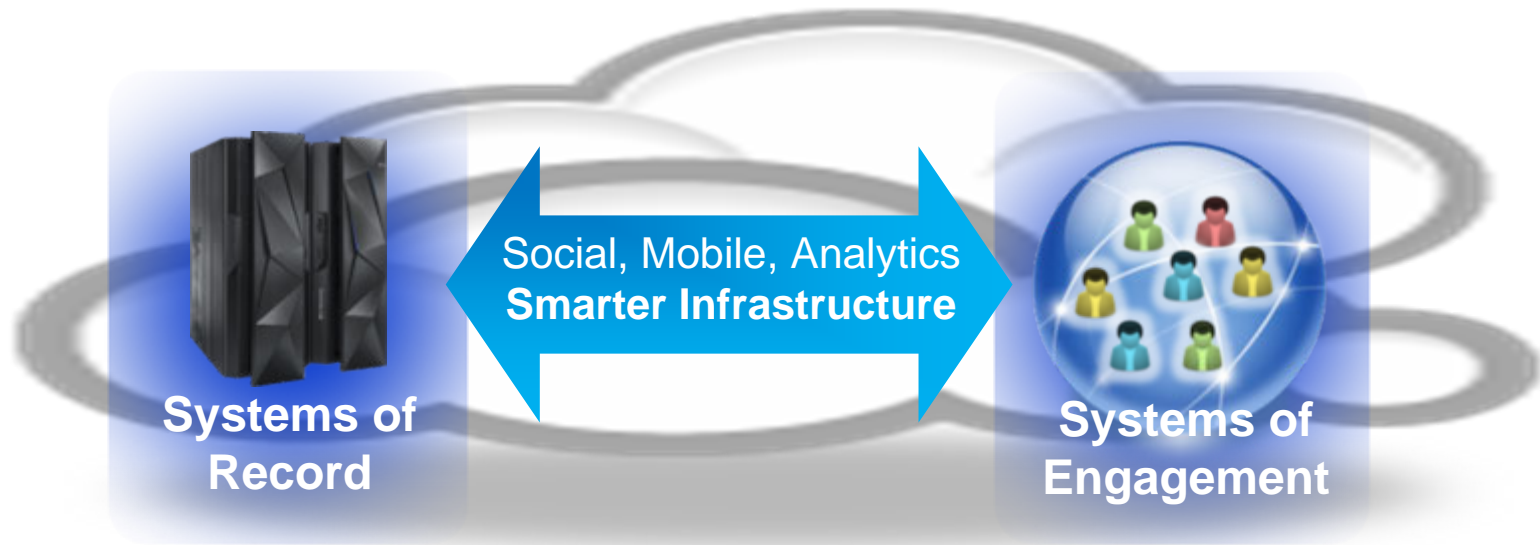 Social, Mobile, Analytics
Smarter Infrastructure
Systems of
Record
Systems of
Engagement